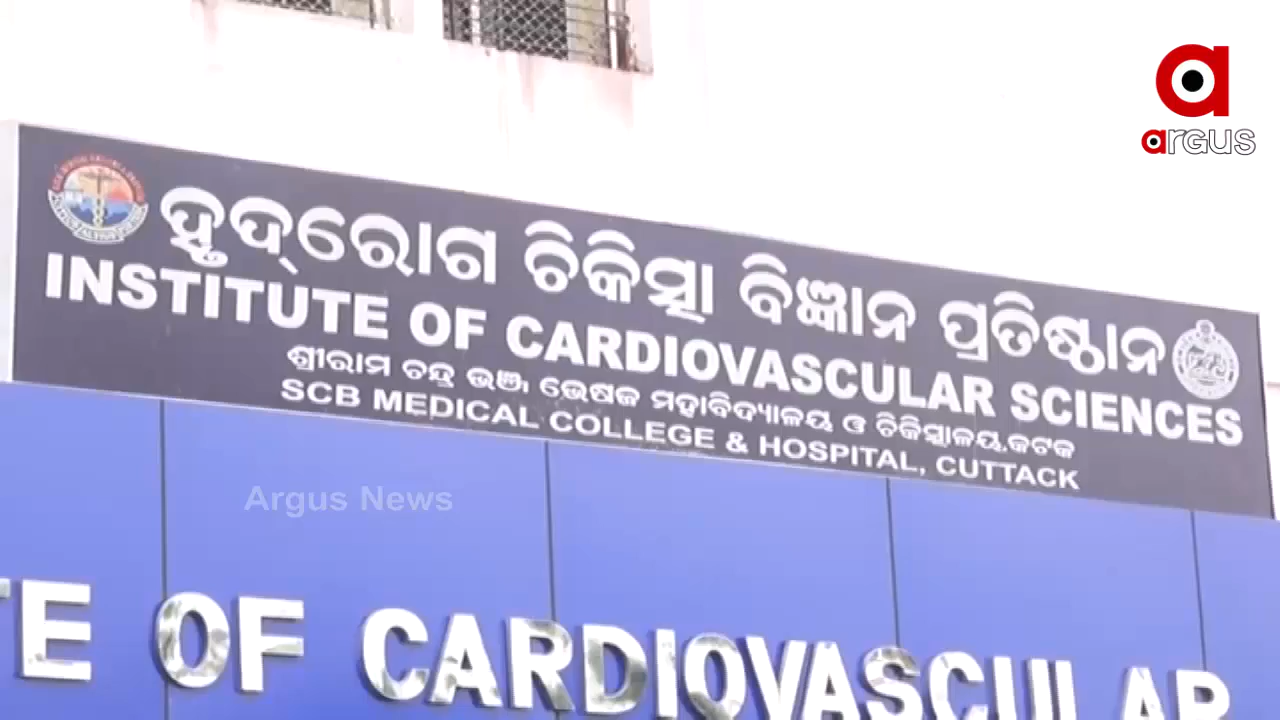 argus
ହୃଦ୍‌ରୋଗ ଚିକିତ୍ସା ବିଜ୍ଞାନ ପ୍ରତିଷ୍ଠାନ
INSTITUTE OF CARDIOVASCULAR SCIENCES
ଶ୍ରୀରାମ ଚନ୍ଦ୍ର ଭଞ୍ଜ ଭେଷଜ ମହାବିଦ୍ୟାଳୟ ଓ ଚିକିତ୍ସାଳୟ,କଟକ
SCB MEDICAL COLLEGE & HOSPITAL, CUTTACK
Argus News
TE OF CARDIOVASCULAR